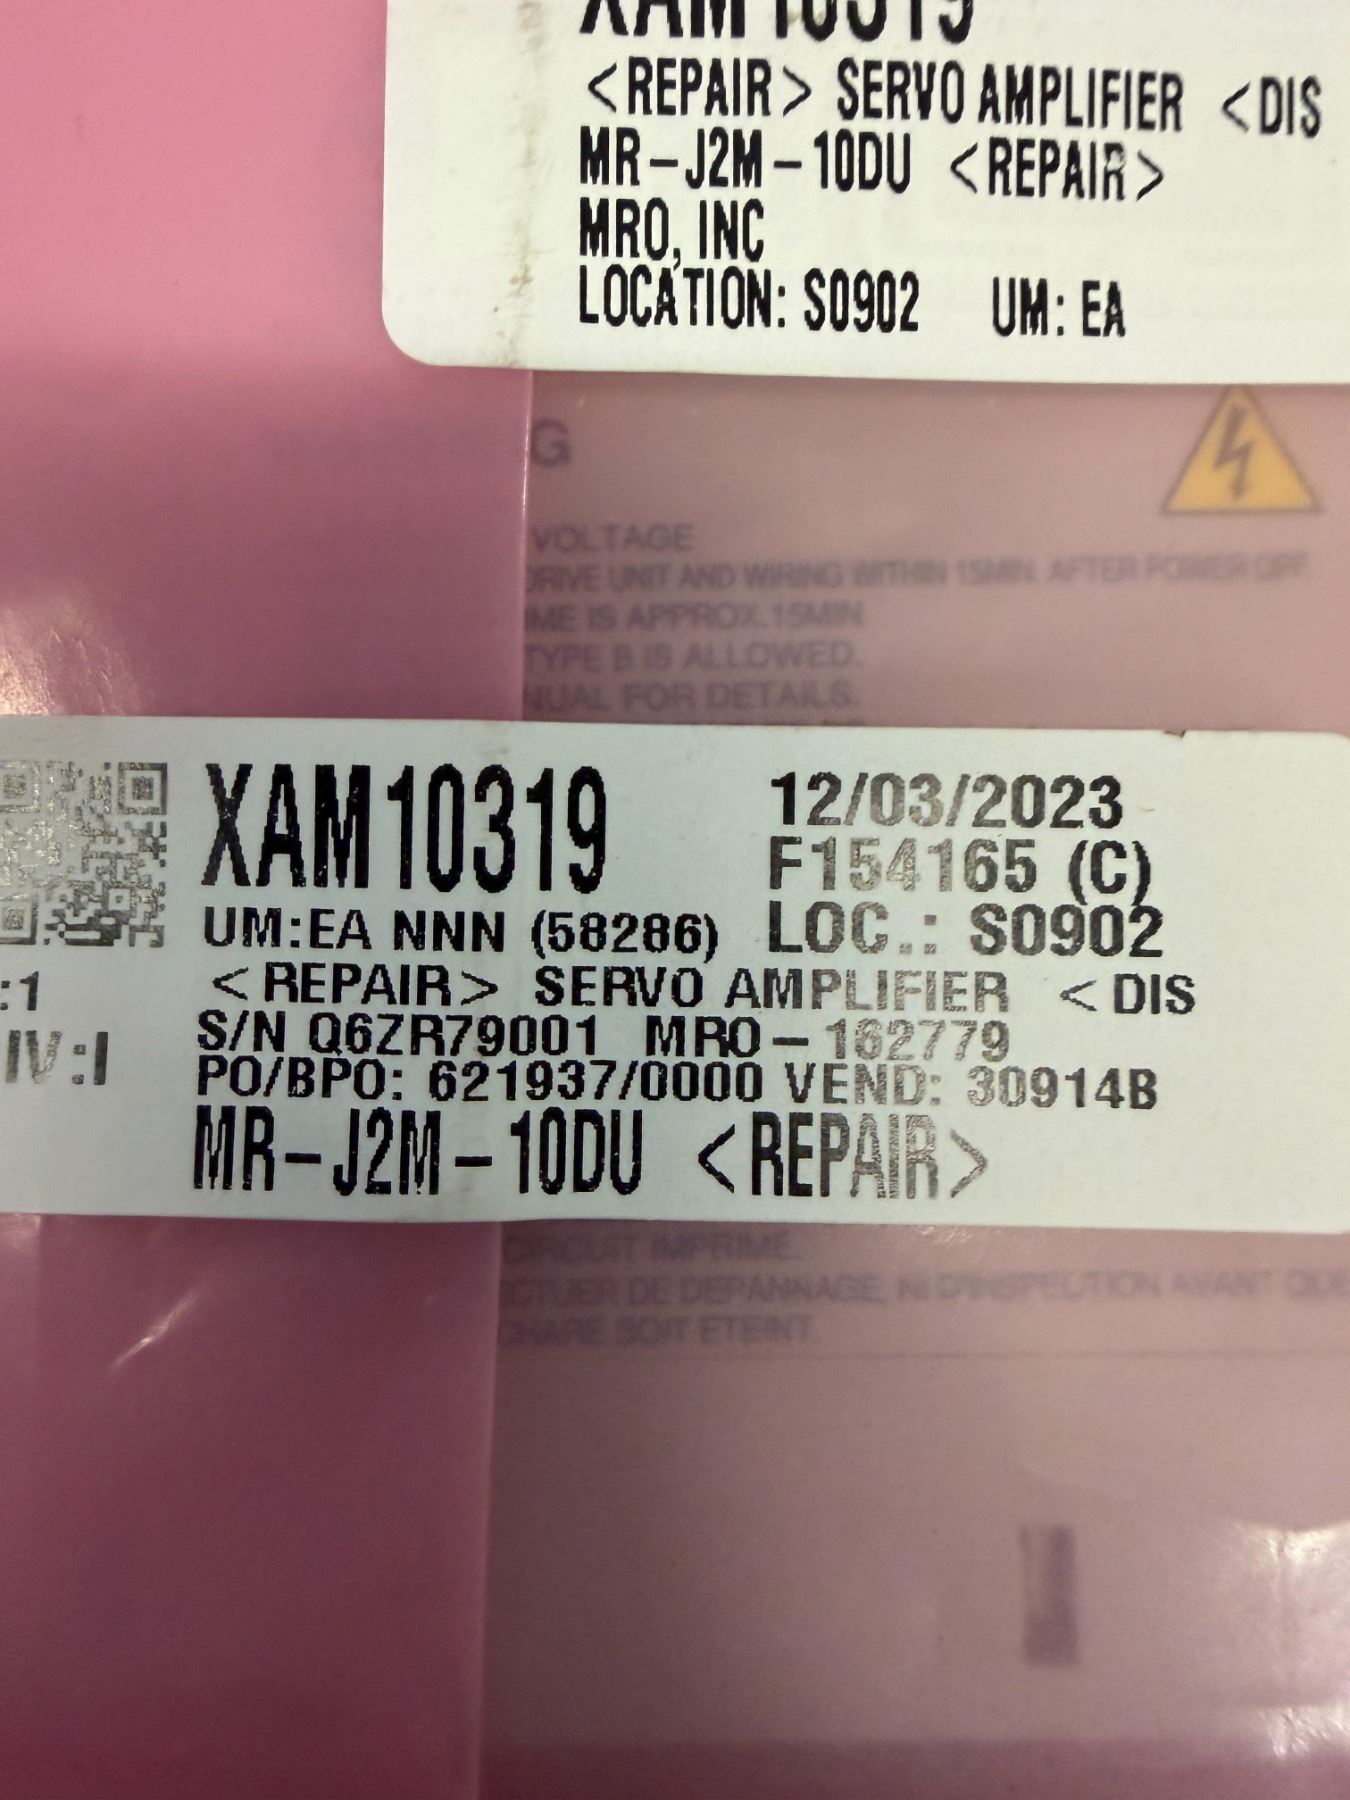 XAM10319
<REPAIR> SERVO AMPLIFIER <DIS
MR-J2M-10DU <REPAIR>
MRO, INC
LOCATION: S0902 UM: EA
G
VOLTAGE
DRIVE UNIT AND WIRING WITHIN 15MIN. AFTER POWER OFF.
ME IS APPROX.15MIN
TYPE B IS ALLOWED.
NUAL FOR DETAILS.
XAM10319 12/03/2023
F154165 (C)
UM:EA NNN (58286) LOC.: S0902
:1 <REPAIR> SERVO AMPLIFIER <DIS
S/N Q6ZR79001 MRO-162779
IV:I PO/BPO: 621937/0000 VEND: 30914B
MR-J2M-10DU <REPAIR>
CIRCUIT IMPRIME.
CTUER DE DEPANNAGE, NI D'INSPECTION AVANT QUE
CHARE SOIT ETEINT.